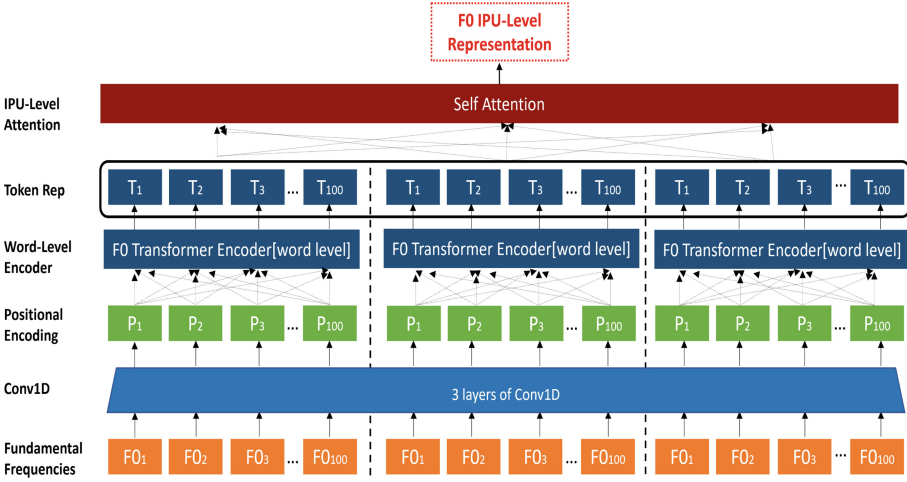 F0 IPU-Level
Representation
IPU-Level
Attention
Self Attention
Token Rep
T1 T2 T3 ... T100 T1 T2 T3 ... T100 T1 T2 T3 ... T100
Word-Level
Encoder
F0 Transformer Encoder[word level] F0 Transformer Encoder[word level] F0 Transformer Encoder[word level]
Positional
Encoding
P1 P2 P3 ... P100 P1 P2 P3 ... P100 P1 P2 P3 ... P100
Conv1D
3 layers of Conv1D
Fundamental
Frequencies
F01 F02 F03 ... F0100 F01 F02 F03 ... F0100 F01 F02 F03 ... F0100